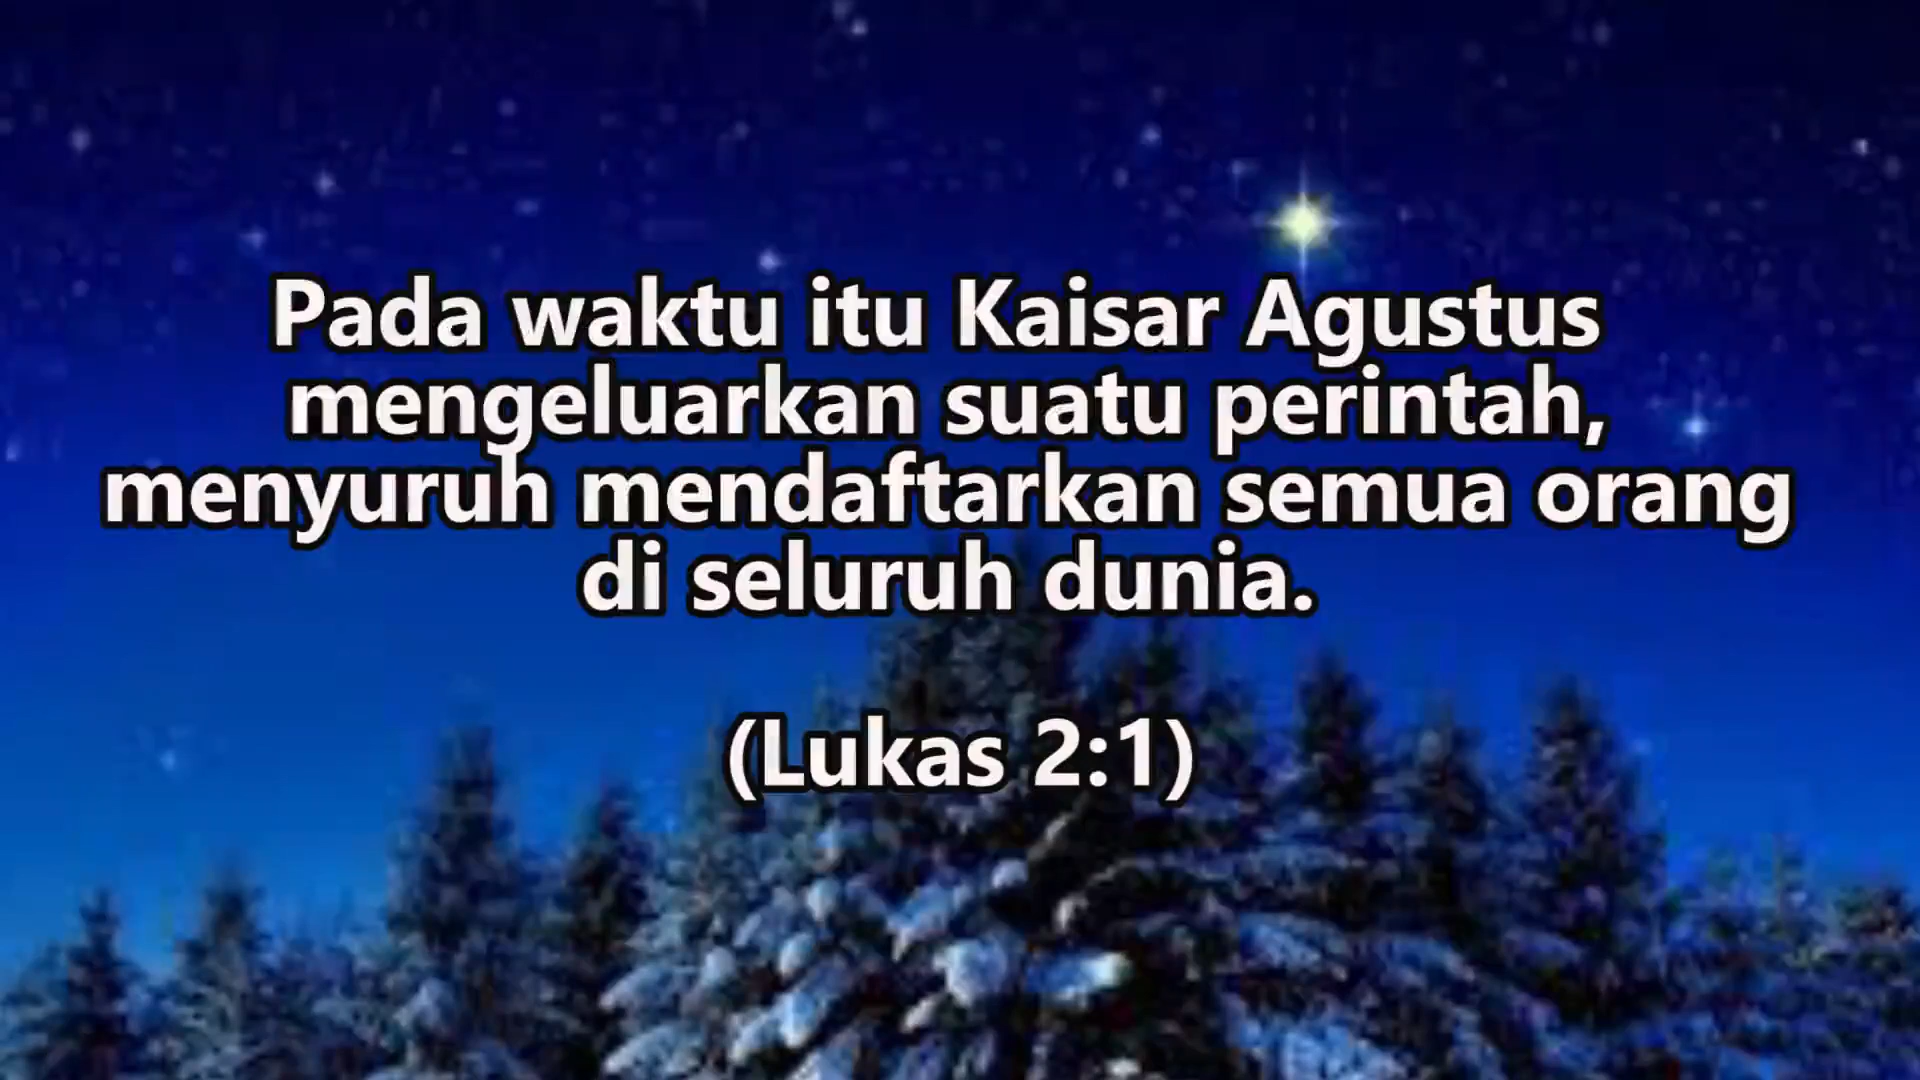 Pada waktu itu Kaisar Agustus
mengeluarkan suatu perintah,
menyuruh mendaftarkan semua orang
di seluruh dunia.
(Lukas 2:1)